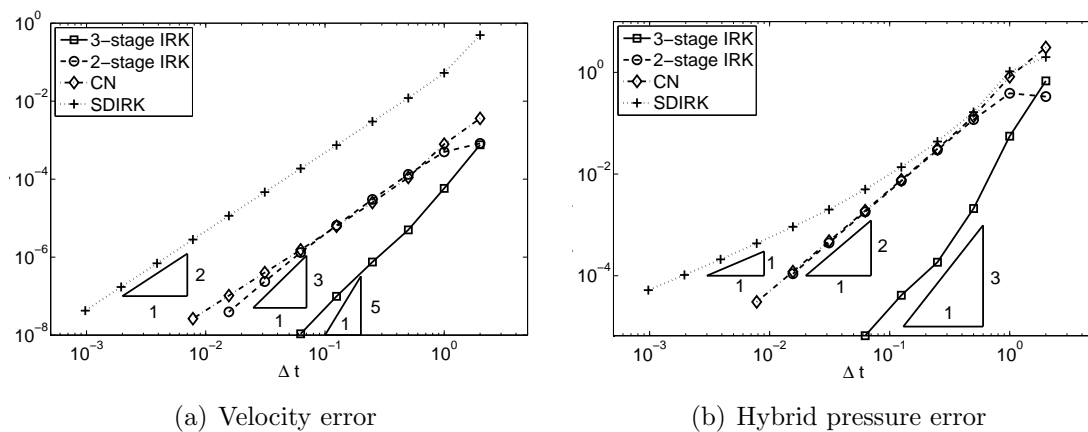 10^0
10^−2
10^−4
10^−6
10^−8
3−stage IRK
2−stage IRK
CN
SDIRK
2
1
3
1
5
1
10^−3
10^−2
10^−1
10^0
Δ t
(a) Velocity error
10^0
10^−2
10^−4
3−stage IRK
2−stage IRK
CN
SDIRK
1
1
2
1
3
1
10^−3
10^−2
10^−1
10^0
Δ t
(b) Hybrid pressure error